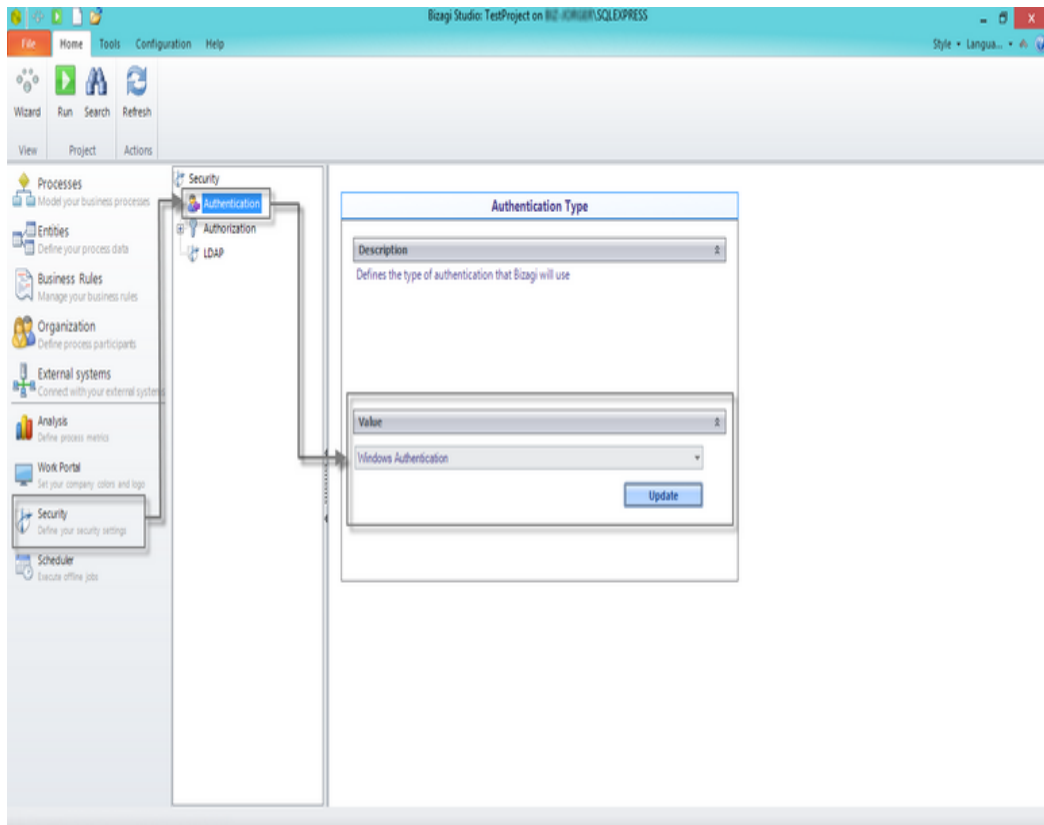 Bizagi Studio: TestProject on \SQLEXPRESS
File Home Tools Configuration Help
Style Langua...
Wizard Run Search Refresh
View Project Actions
Processes
Model your business processes
Entities
Define your process data
Business Rules
Manage your business rules
Organization
Define process participants
External systems
Connect with your external systems
Analysis
Define process metrics
Work Portal
Set your company colors and logo
Security
Define your security settings
Scheduler
Execute offline jobs
Security
Authentication
Authorization
LDAP
Authentication Type
Description
Defines the type of authentication that Bizagi will use
Value
Windows Authentication
Update